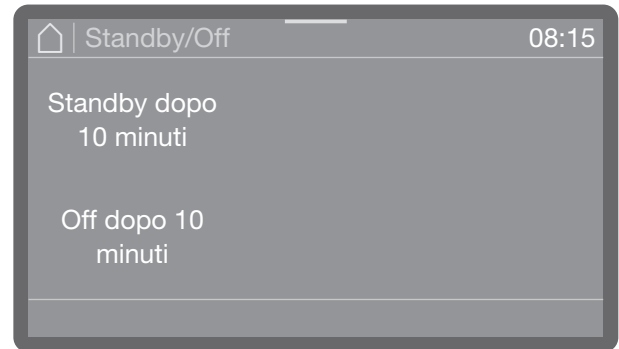 Standby/Off 08:15
Standby dopo
10 minuti
Off dopo 10
minuti